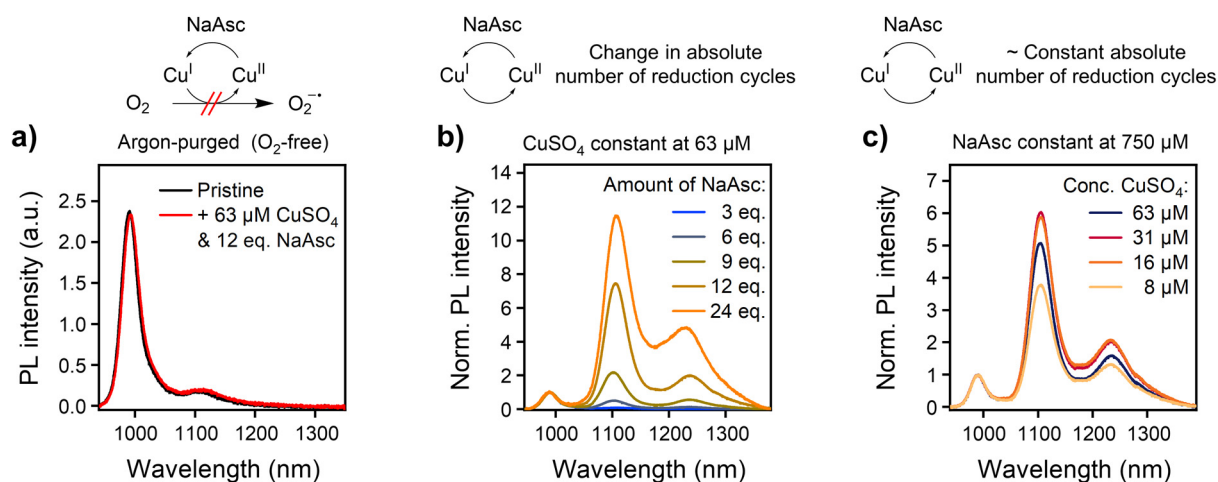 NaAsc
Cu^I Cu^II
O₂ O₂^−•
Argon-purged (O₂-free)
a)
Pristine
+ 63 µM CuSO₄
& 12 eq. NaAsc
PL intensity (a.u.)
2.5
2.0
1.5
1.0
0.5
0.0
1000 1100 1200 1300
Wavelength (nm)
NaAsc
Cu^I Cu^II
Change in absolute
number of reduction cycles
b)
CuSO₄ constant at 63 µM
Amount of NaAsc:
3 eq.
6 eq.
9 eq.
12 eq.
24 eq.
Norm. PL intensity
14
12
10
8
6
4
2
0
1000 1100 1200 1300
Wavelength (nm)
NaAsc
Cu^I Cu^II
~ Constant absolute
number of reduction cycles
c)
NaAsc constant at 750 µM
Conc. CuSO₄:
63 µM
31 µM
16 µM
8 µM
Norm. PL intensity
7
6
5
4
3
2
1
0
1000 1100 1200 1300
Wavelength (nm)